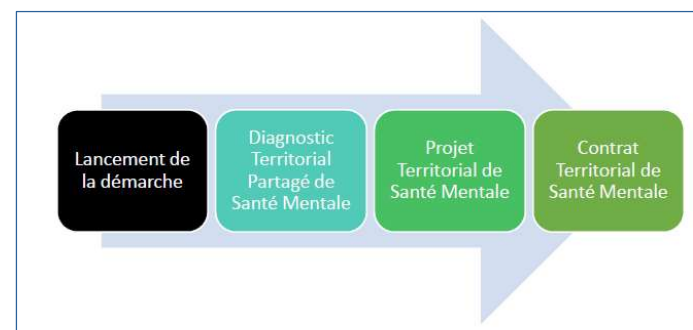 Lancement de
la démarche
Diagnostic
Territorial
Partagé de
Santé Mentale
Projet
Territorial de
Santé Mentale
Contrat
Territorial de
Santé Mentale